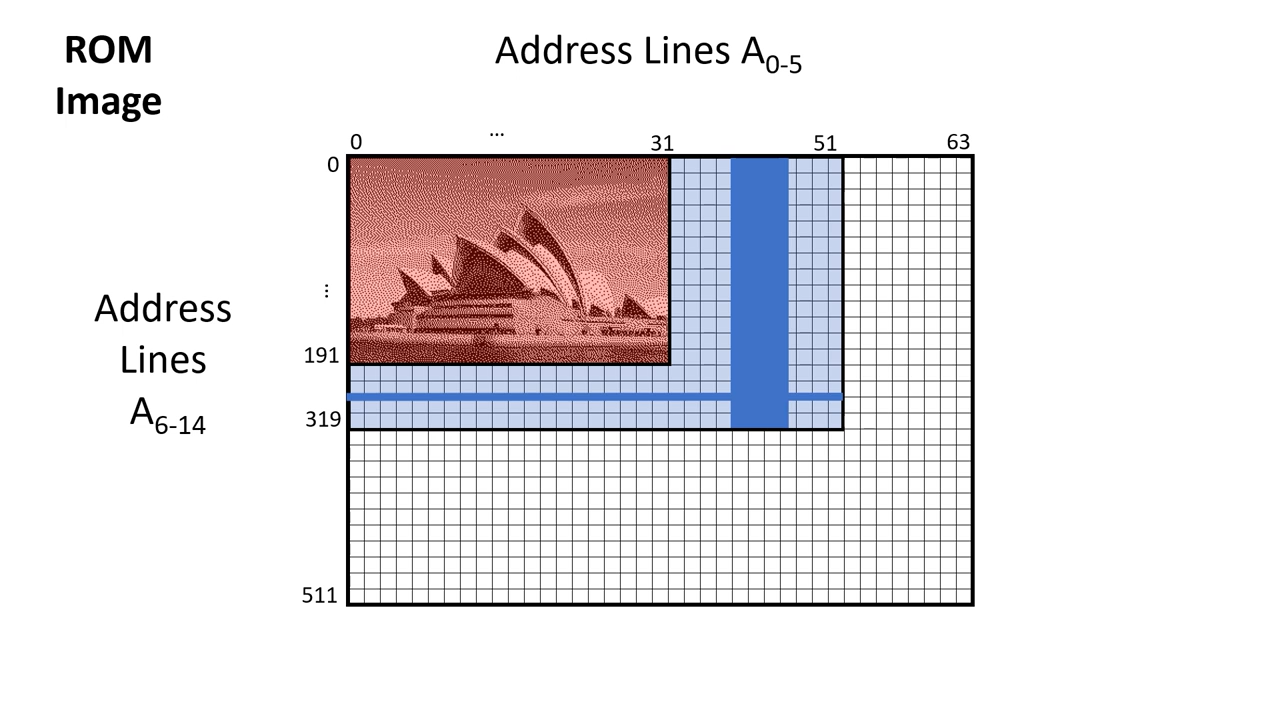 ROM
Image
Address Lines A0-5
0 ... 31 51 63
0
...
191
319
511
Address
Lines
A6-14